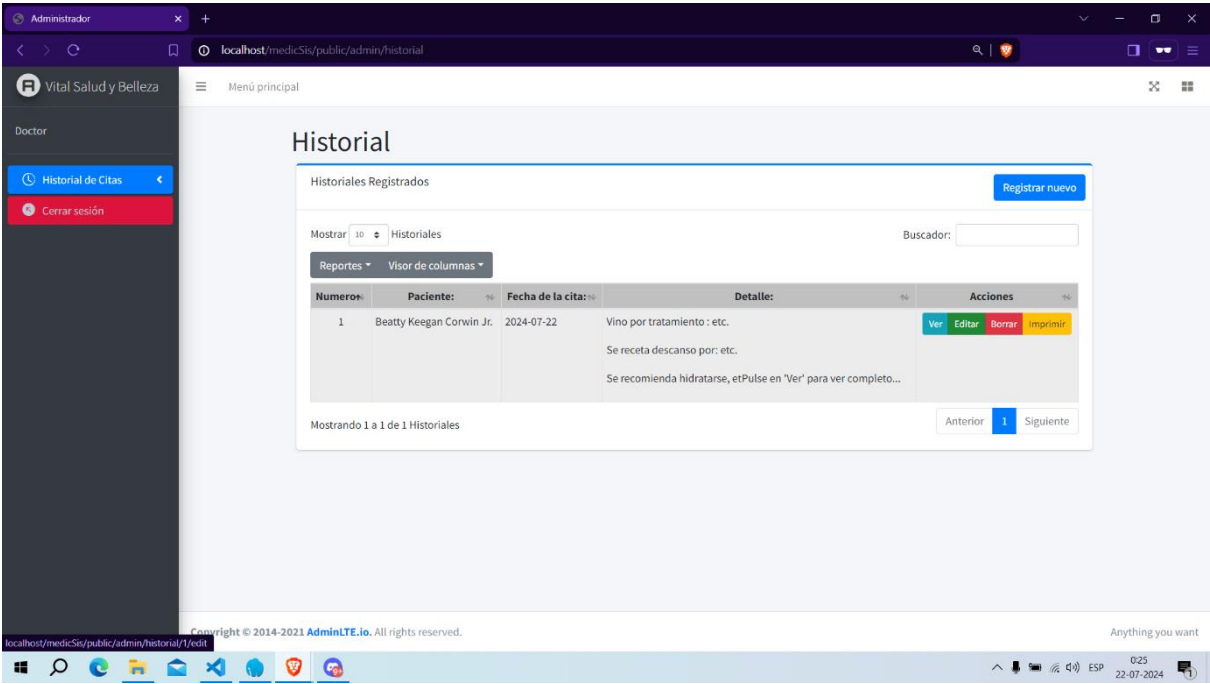 Administrador
localhost/medicSis/public/admin/historial
Vital Salud y Belleza
Menú principal
Doctor
Historial de Citas
Cerrar sesión
Historial
Historiales Registrados
Registrar nuevo
Mostrar 10 Historiales
Buscador:
Reportes Visor de columnas
Numero Paciente: Fecha de la cita: Detalle: Acciones
1 Beatty Keegan Corwin Jr. 2024-07-22 Vino por tratamiento : etc. Ver Editar Borrar Imprimir
Se receta descanso por: etc.
Se recomienda hidratarse, etPulse en 'Ver' para ver completo...
Mostrando 1 a 1 de 1 Historiales
Anterior 1 Siguiente
Copyright © 2014-2021 AdminLTE.io. All rights reserved.
Anything you want
localhost/medicSis/public/admin/historial/1/edit
ESP
0:25
22-07-2024